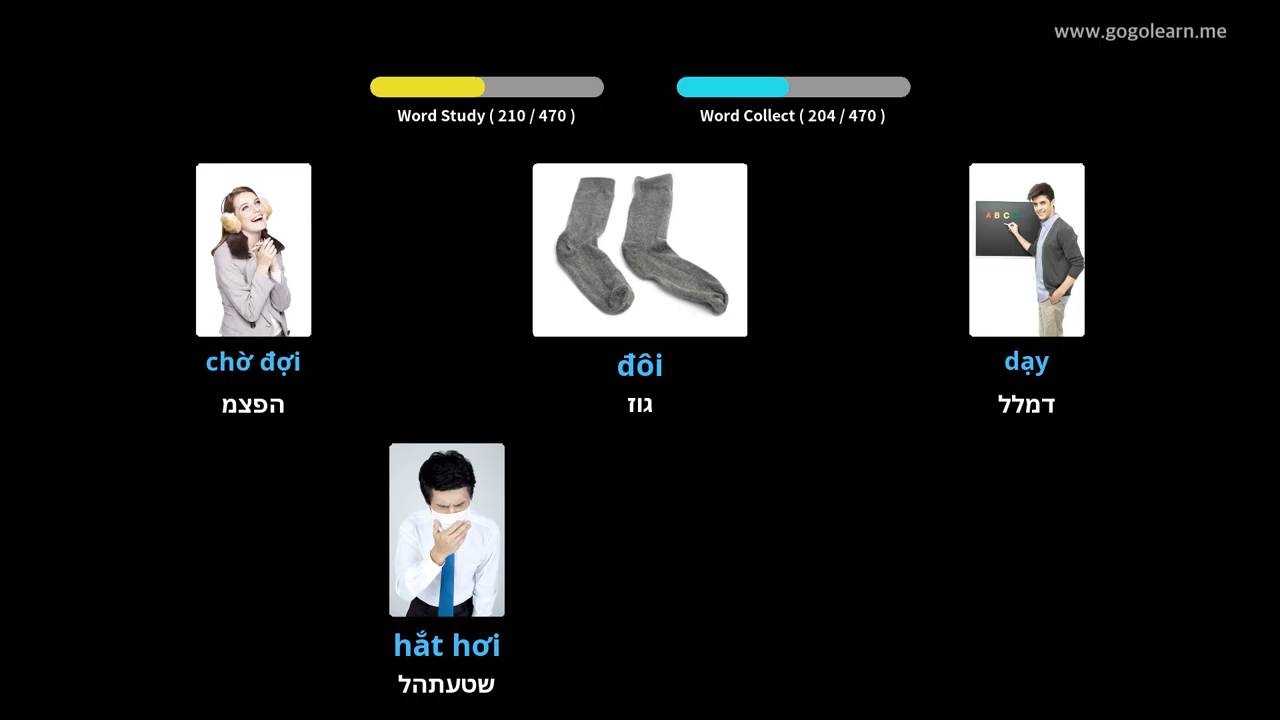 www.gogolearn.me
Word Study ( 210 / 470 )
Word Collect ( 204 / 470 )
chờ đợi
הפצמ
đôi
גוז
dạy
דמלל
hắt hơi
שטעתהל